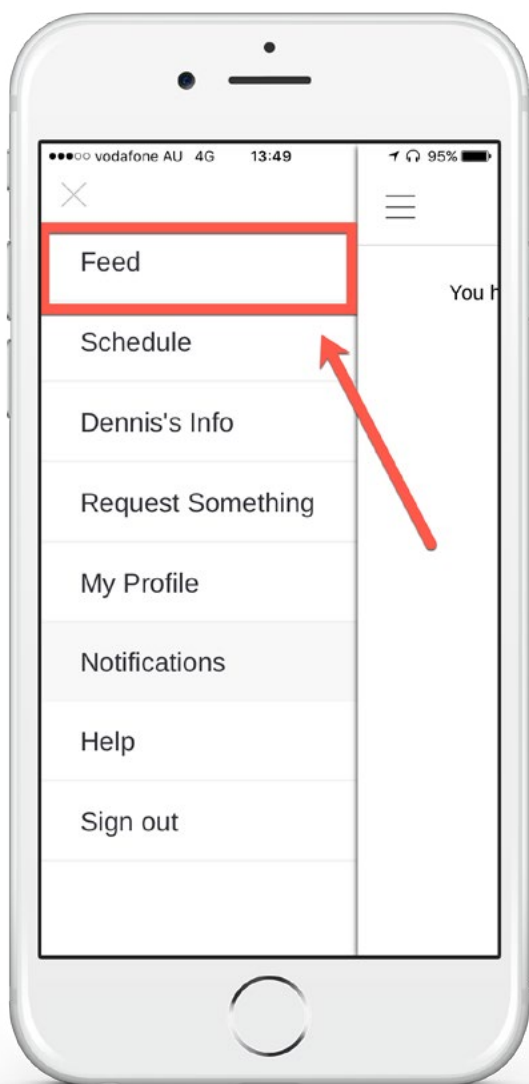 vodafone AU 4G 13:49 95%
Feed
You h
Schedule
Dennis's Info
Request Something
My Profile
Notifications
Help
Sign out